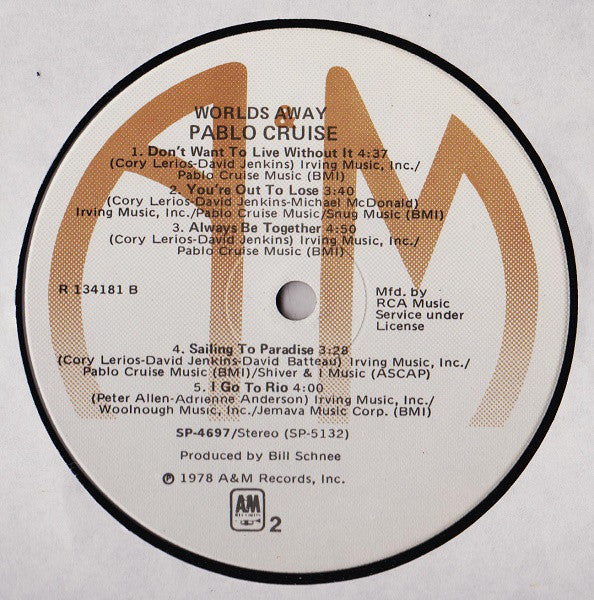 A&M
WORLDS AWAY
PABLO CRUISE
1. Don't Want To Live Without It 4:37
(Cory Lerios-David Jenkins) Irving Music, Inc./
Pablo Cruise Music (BMI)
2. You're Out To Lose 3:40
(Cory Lerios-David Jenkins-Michael McDonald)
Irving Music, Inc./Pablo Cruise Music/Snug Music (BMI)
3. Always Be Together 4:50
(Cory Lerios-David Jenkins) Irving Music, Inc./
Pablo Cruise Music (BMI)
R 134181 B
Mfd. by
RCA Music
Service under
License
4. Sailing To Paradise 3:28
(Cory Lerios-David Jenkins-David Batteau) Irving Music, Inc./
Pablo Cruise Music (BMI)/Shiver & I Music (ASCAP)
5. I Go To Rio 4:00
(Peter Allen-Adrienne Anderson) Irving Music, Inc./
Woolnough Music, Inc./Jemava Music Corp. (BMI)
SP-4697/Stereo (SP-5132)
Produced by Bill Schnee
℗ 1978 A&M Records, Inc.
AM
RECORDS
2